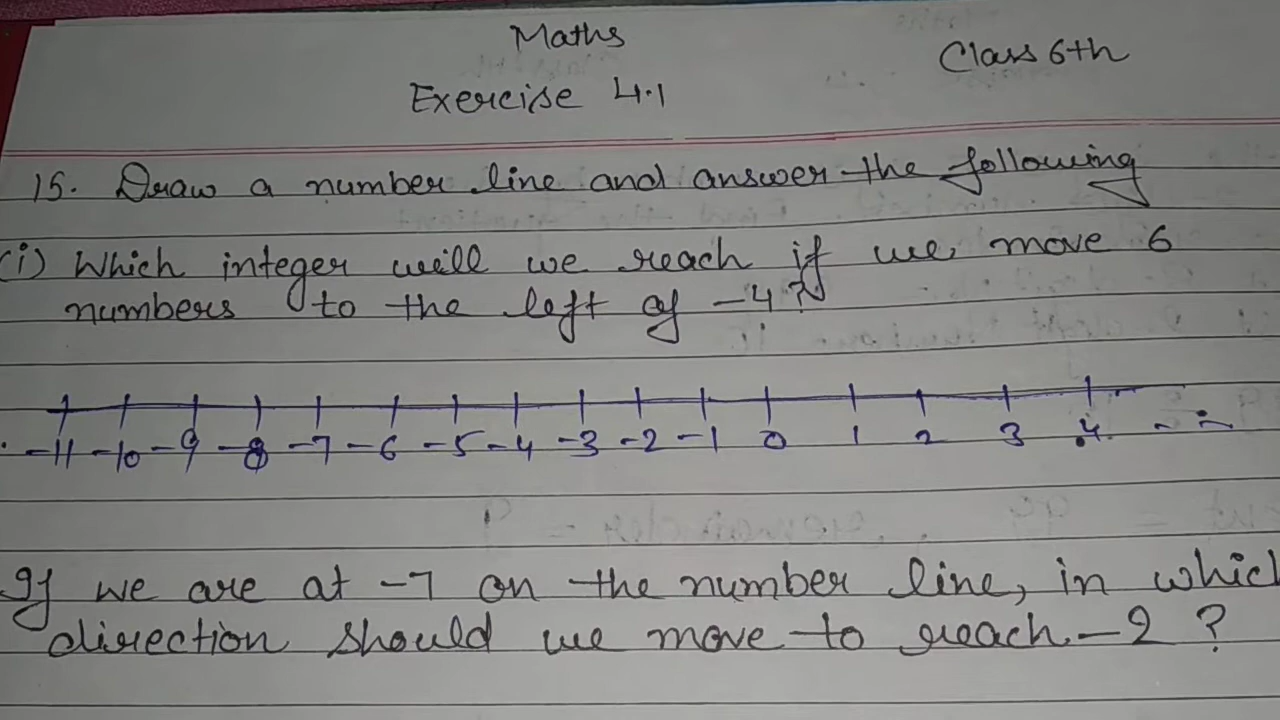 Maths
Class 6th
Exercise 4.1
15. Draw a number line and answer the following
(i) Which integer will we reach if we move 6
numbers to the left of -4?
-11 -10 -9 -8 -7 -6 -5 -4 -3 -2 -1 0 1 2 3 4
If we are at -7 on the number line, in which
direction should we move to reach -2 ?